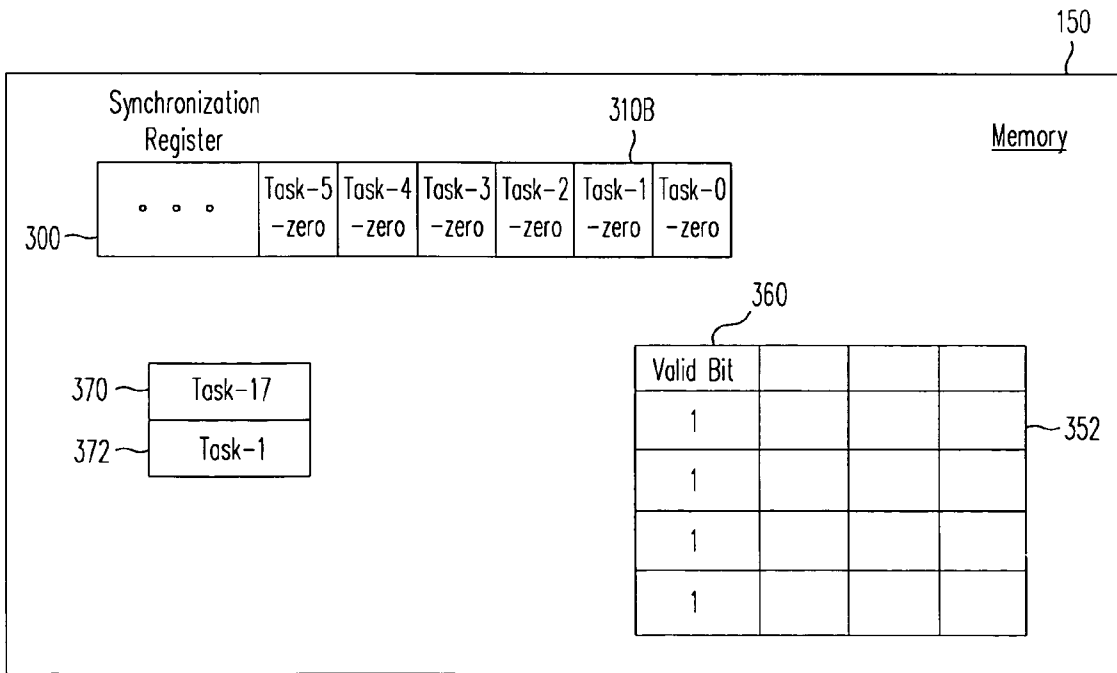 150
Synchronization
Register
310B
Memory
Task-5 Task-4 Task-3 Task-2 Task-1 Task-0
-zero -zero -zero -zero -zero -zero
300
360
370 Task-17
372 Task-1
Valid Bit
1
352
1
1
1